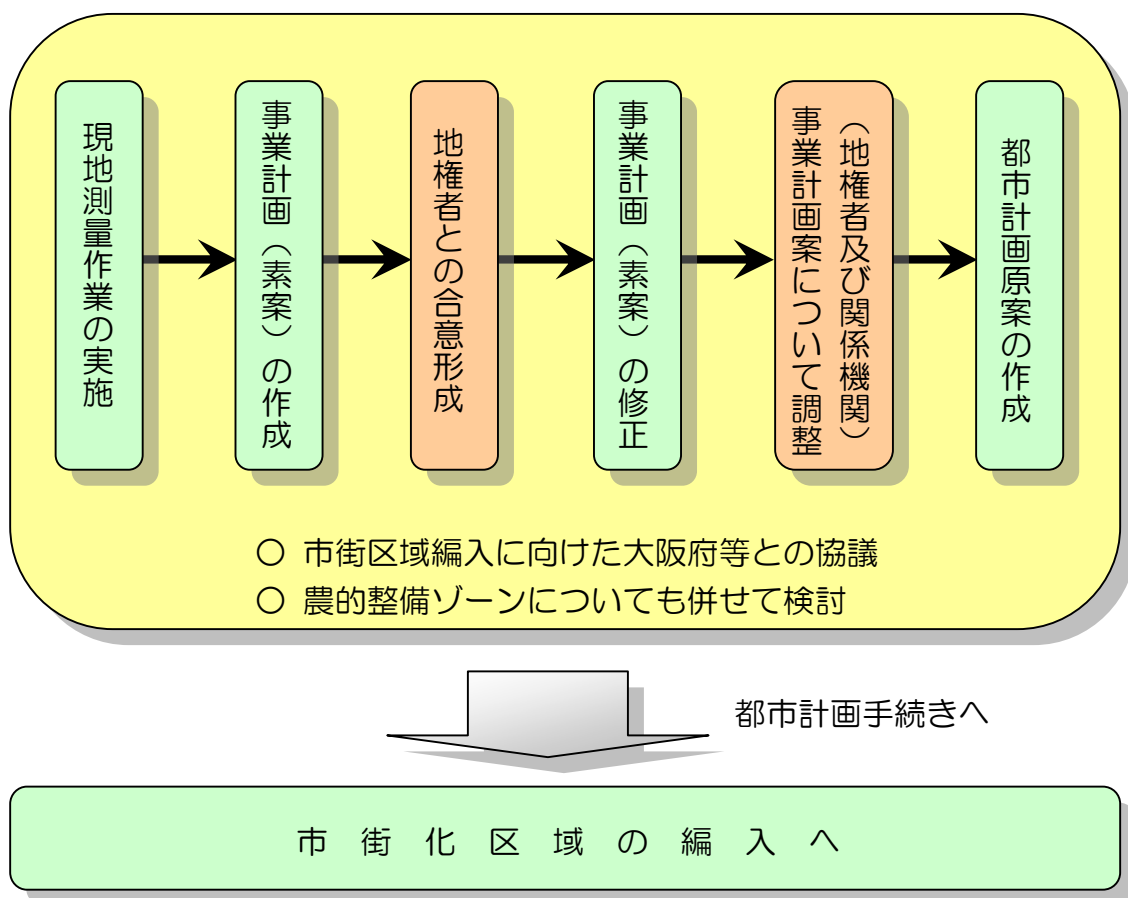 現地測量作業の実施
事業計画（素案）の作成
地権者との合意形成
事業計画（素案）の修正
（地権者及び関係機関）
事業計画案について調整
都市計画原案の作成
○ 市街区域編入に向けた大阪府等との協議
○ 農的整備ゾーンについても併せて検討
都市計画手続きへ
市街化区域の編入へ